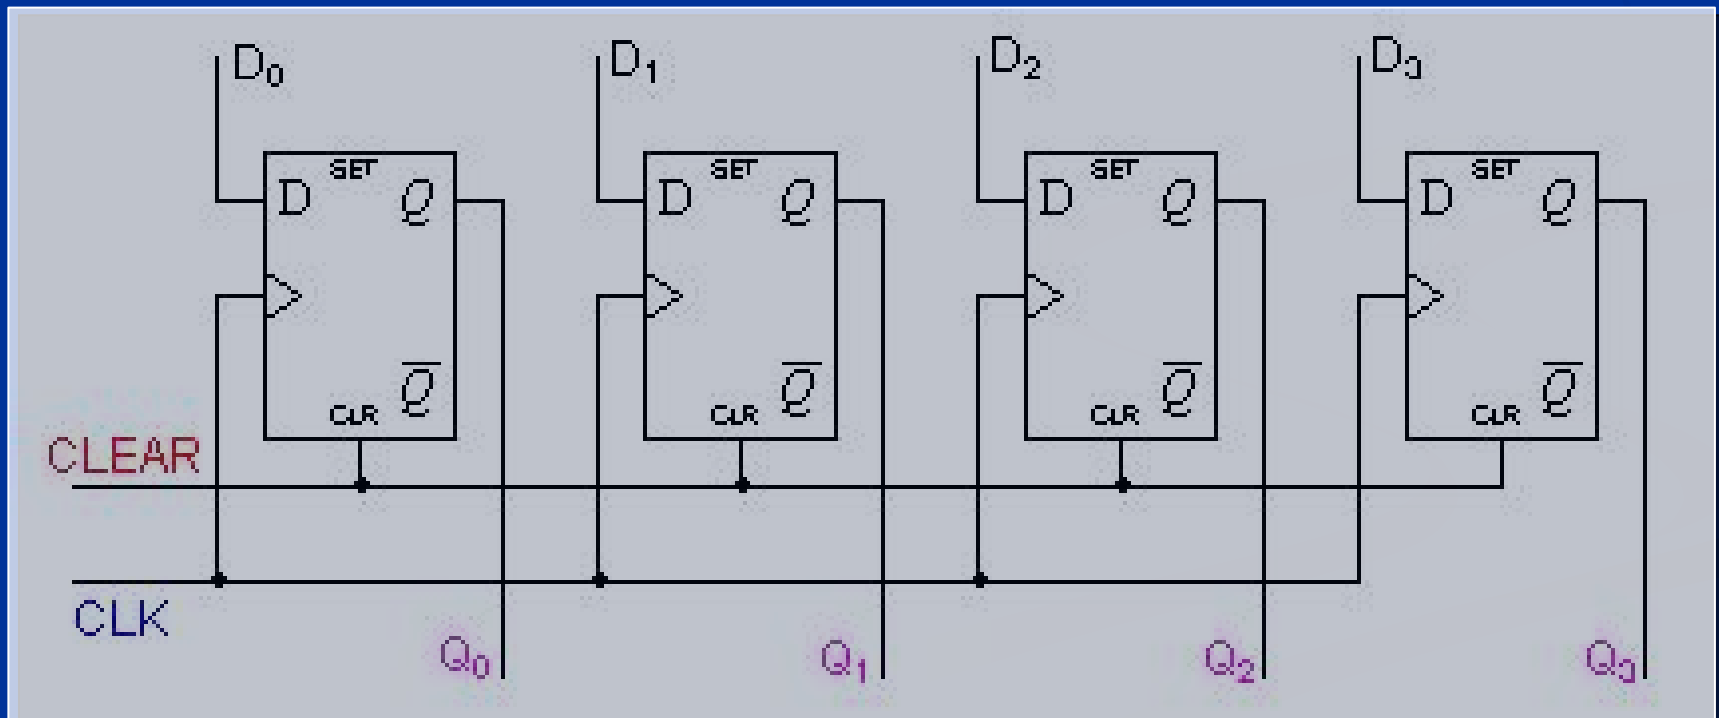 D₀ D₁ D₂ D₃
SET SET SET SET
D Q D Q D Q D Q
Q̅ Q̅ Q̅ Q̅
CLR CLR CLR CLR
CLEAR
CLK
Q₀ Q₁ Q₂ Q₃